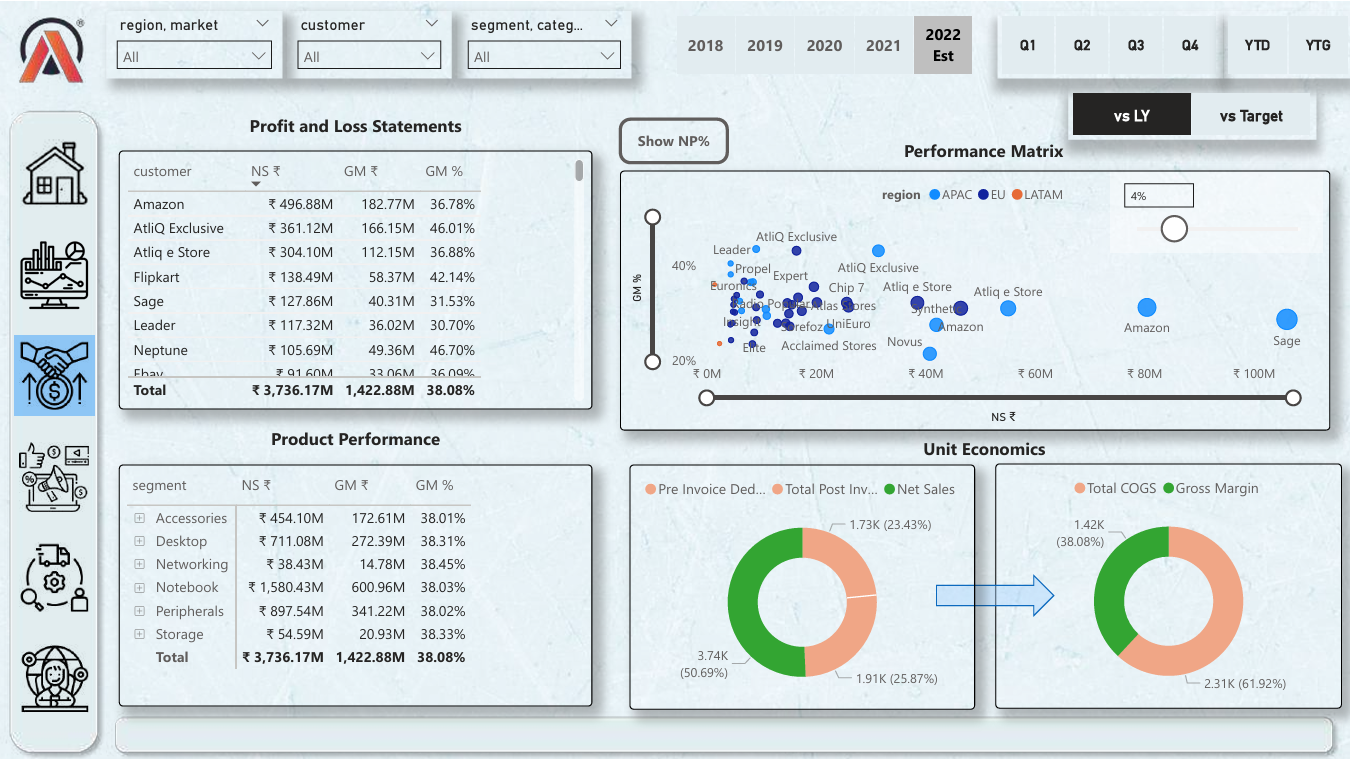 region, market
customer
segment, categ...
All
All
All
2018
2019
2020
2021
2022
Est
Q1
Q2
Q3
Q4
YTD
YTG
vs LY
vs Target
Profit and Loss Statements
customer NS ₹ GM ₹ GM %
Amazon ₹ 496.88M 182.77M 36.78%
AtliQ Exclusive ₹ 361.12M 166.15M 46.01%
Atliq e Store ₹ 304.10M 112.15M 36.88%
Flipkart ₹ 138.49M 58.37M 42.14%
Sage ₹ 127.86M 40.31M 31.53%
Leader ₹ 117.32M 36.02M 30.70%
Neptune ₹ 105.69M 49.36M 46.70%
Ebay ₹ 91.60M 33.06M 36.09%
Total ₹ 3,736.17M 1,422.88M 38.08%
Show NP%
Performance Matrix
region APAC EU LATAM
4%
GM %
40%
20%
AtliQ Exclusive
Leader
AtliQ Exclusive
Propel
Expert
Euronics
Chip 7
Atliq e Store
Atliq e Store
Radio Popular
Atlas Stores
Synthetic
Insight
Sorefoz
UniEuro
Amazon
Amazon
Elite
Acclaimed Stores
Novus
Sage
₹ 0M
₹ 20M
₹ 40M
₹ 60M
₹ 80M
₹ 100M
NS ₹
Product Performance
segment NS ₹ GM ₹ GM %
Accessories ₹ 454.10M 172.61M 38.01%
Desktop ₹ 711.08M 272.39M 38.31%
Networking ₹ 38.43M 14.78M 38.45%
Notebook ₹ 1,580.43M 600.96M 38.03%
Peripherals ₹ 897.54M 341.22M 38.02%
Storage ₹ 54.59M 20.93M 38.33%
Total ₹ 3,736.17M 1,422.88M 38.08%
Unit Economics
Pre Invoice Ded... Total Post Inv... Net Sales
1.73K (23.43%)
3.74K
(50.69%)
1.91K (25.87%)
Total COGS Gross Margin
1.42K
(38.08%)
2.31K (61.92%)